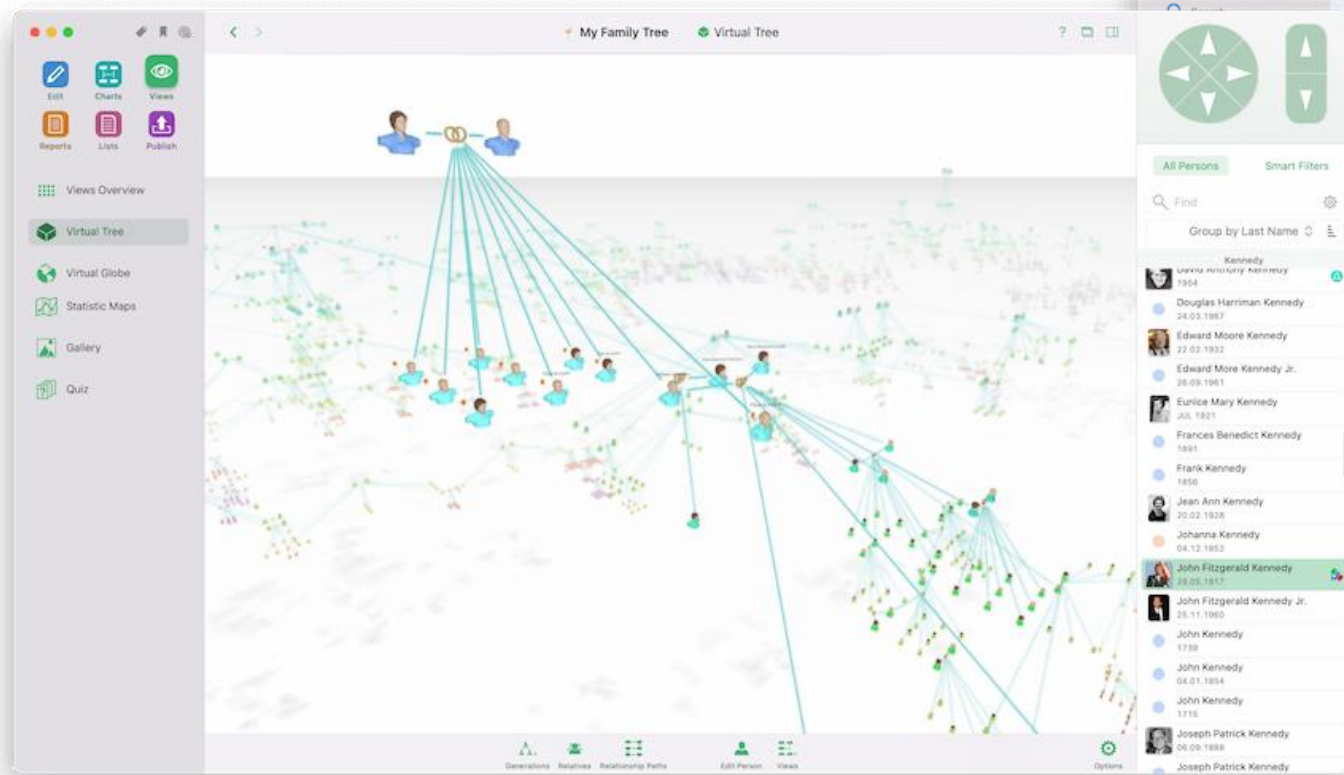 My Family Tree
Virtual Tree
?
Edit
Charts
Views
Reports
Lists
Publish
Views Overview
Virtual Tree
Virtual Globe
Statistic Maps
Gallery
Quiz
Generations
Relatives
Relationship Paths
Edit Person
Views
Options
All Persons
Smart Filters
Find
Group by Last Name
Kennedy
David Anthony Kennedy
1954
Douglas Harriman Kennedy
24.03.1967
Edward Moore Kennedy
22.02.1932
Edward More Kennedy Jr.
26.09.1961
Eunice Mary Kennedy
JUL 1921
Frances Benedict Kennedy
1891
Frank Kennedy
1856
Jean Ann Kennedy
20.02.1928
Johanna Kennedy
04.12.1852
John Fitzgerald Kennedy
29.05.1917
John Fitzgerald Kennedy Jr.
25.11.1960
John Kennedy
1739
John Kennedy
04.01.1854
John Kennedy
1715
Joseph Patrick Kennedy
06.09.1888
Joseph Patrick Kennedy